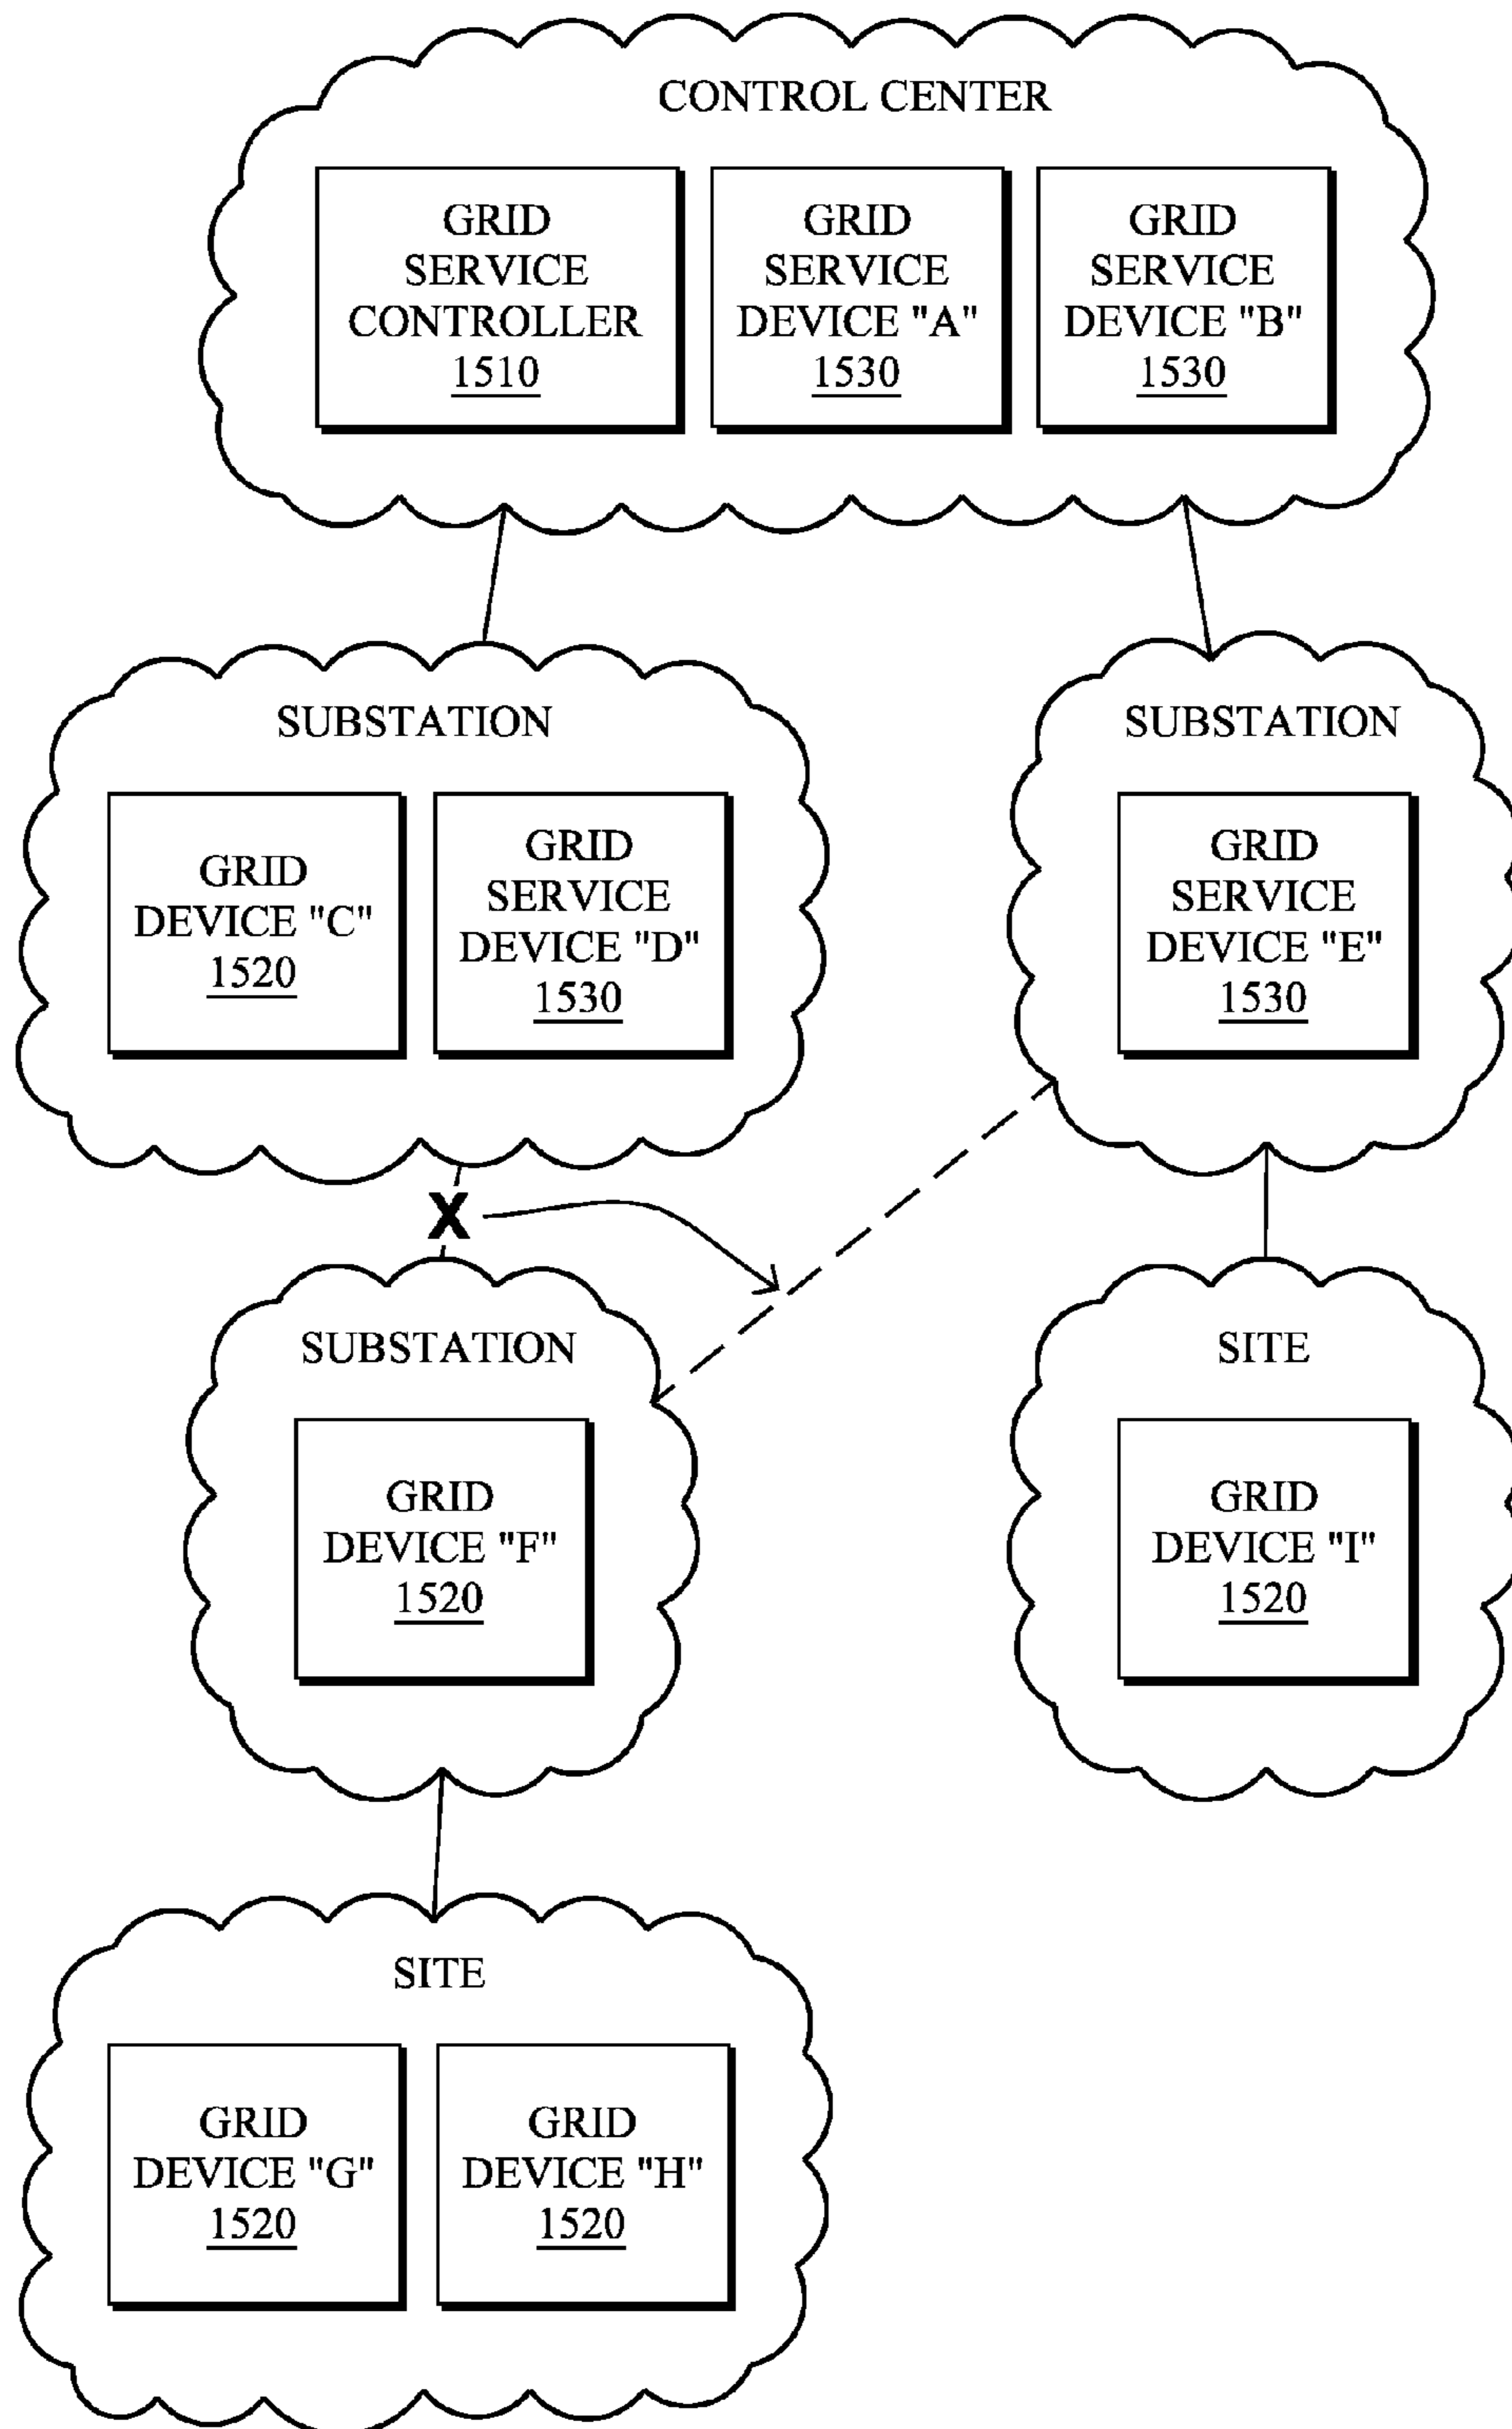 CONTROL CENTER
GRID
SERVICE
CONTROLLER
1510
GRID
SERVICE
DEVICE "A"
1530
GRID
SERVICE
DEVICE "B"
1530
SUBSTATION
GRID
DEVICE "C"
1520
GRID
SERVICE
DEVICE "D"
1530
SUBSTATION
GRID
SERVICE
DEVICE "E"
1530
X
SUBSTATION
GRID
DEVICE "F"
1520
SITE
GRID
DEVICE "I"
1520
SITE
GRID
DEVICE "G"
1520
GRID
DEVICE "H"
1520